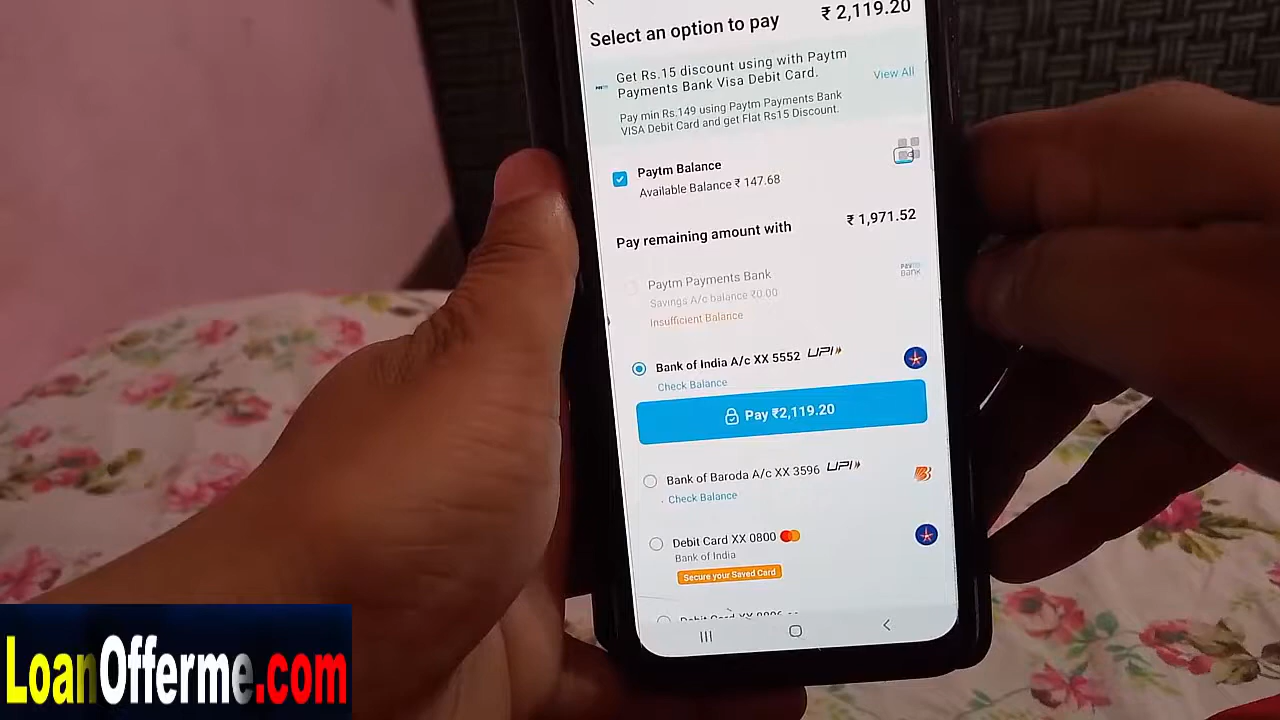 Select an option to pay ₹ 2,119.20
Get Rs.15 discount using with Paytm
Payments Bank Visa Debit Card.
View All
Pay min Rs.149 using Paytm Payments Bank
VISA Debit Card and get Flat Rs15 Discount.
Paytm Balance
Available Balance ₹ 147.68
Pay remaining amount with ₹ 1,971.52
Paytm Payments Bank
Paytm Bank
Savings A/c balance ₹0.00
Insufficient Balance
Bank of India A/c XX 5552 UPI
Check Balance
Pay ₹2,119.20
Bank of Baroda A/c XX 3596 UPI
Check Balance
Debit Card XX 0800
Bank of India
Secure your Saved Card
LoanOfferme.com